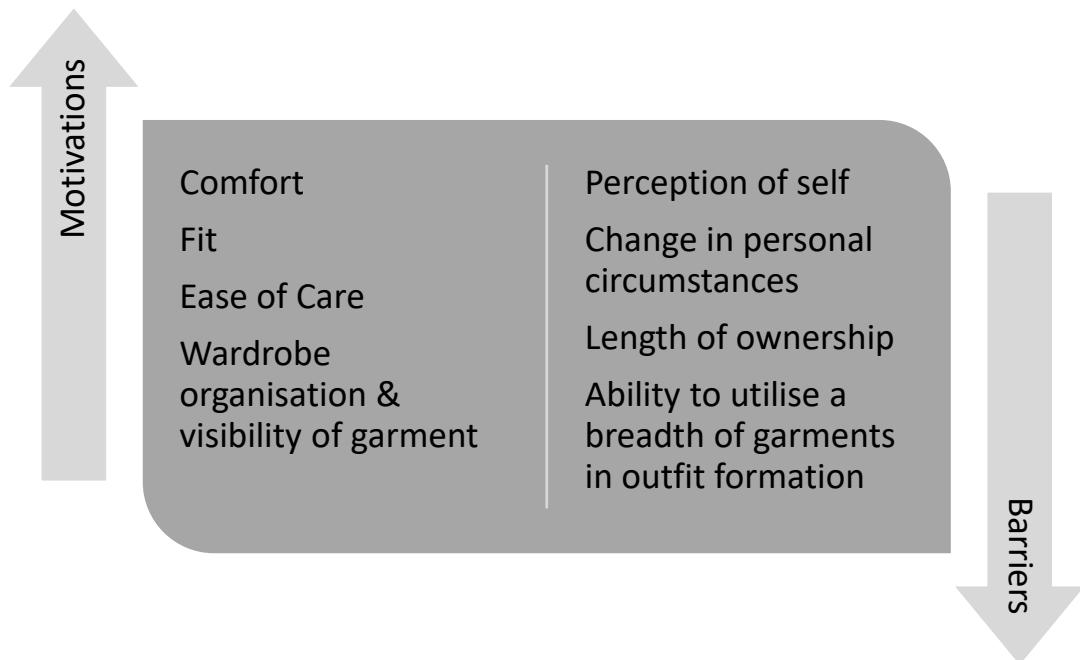 Motivations
Comfort
Fit
Ease of Care
Wardrobe
organisation &
visibility of garment
Perception of self
Change in personal
circumstances
Length of ownership
Ability to utilise a
breadth of garments
in outfit formation
Barriers